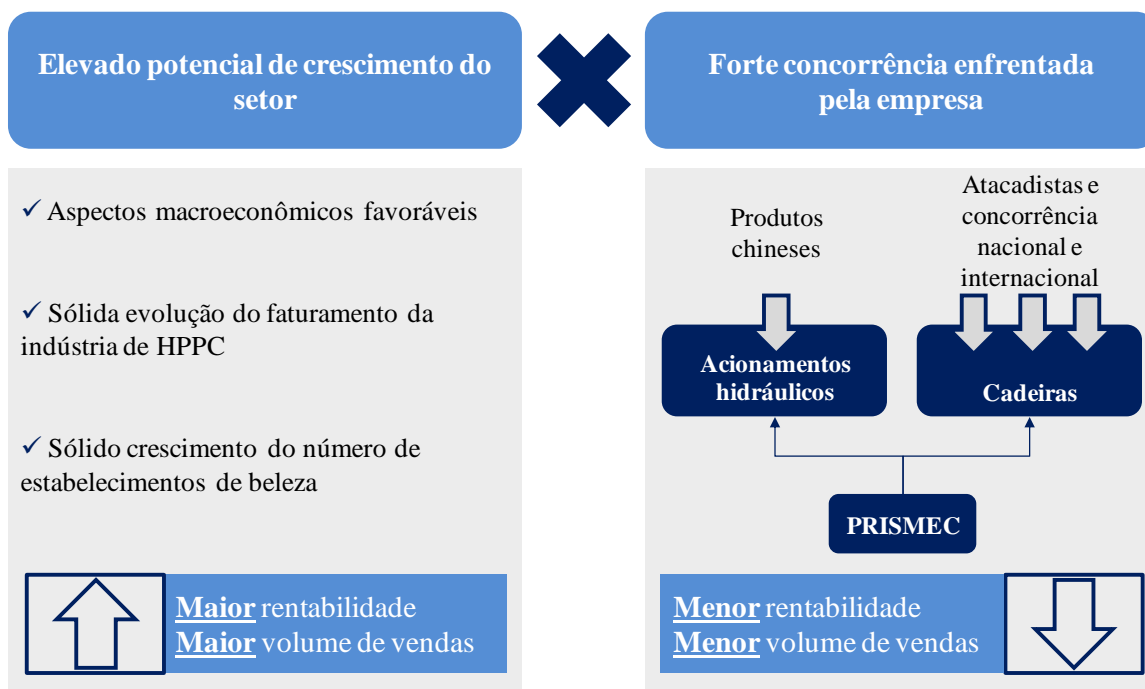 Elevado potencial de crescimento do
setor
Forte concorrência enfrentada
pela empresa
✓ Aspectos macroeconômicos favoráveis
✓ Sólida evolução do faturamento da
indústria de HPPC
✓ Sólido crescimento do número de
estabelecimentos de beleza
Maior rentabilidade
Maior volume de vendas
Produtos
chineses
Atacadistas e
concorrência
nacional e
internacional
Acionamentos
hidráulicos
Cadeiras
PRISMEC
Menor rentabilidade
Menor volume de vendas